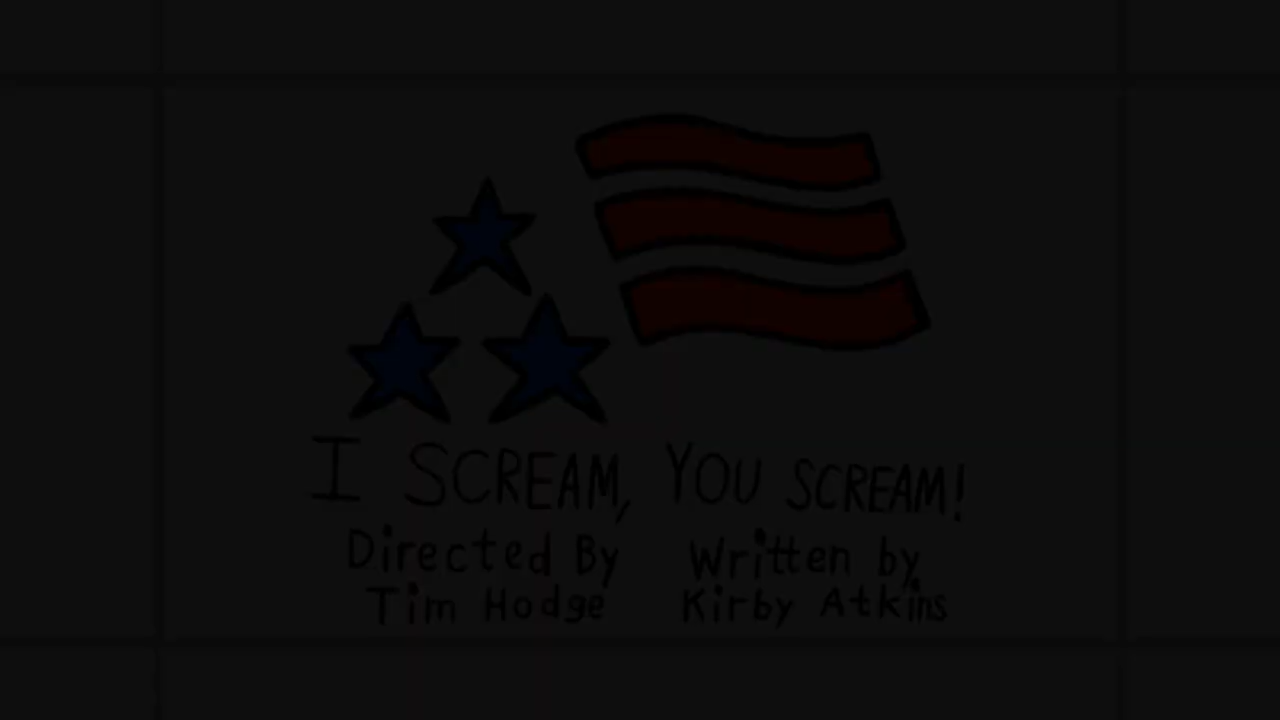 I SCREAM, YOU SCREAM!
Directed By Written by
Tim Hodge Kirby Atkins